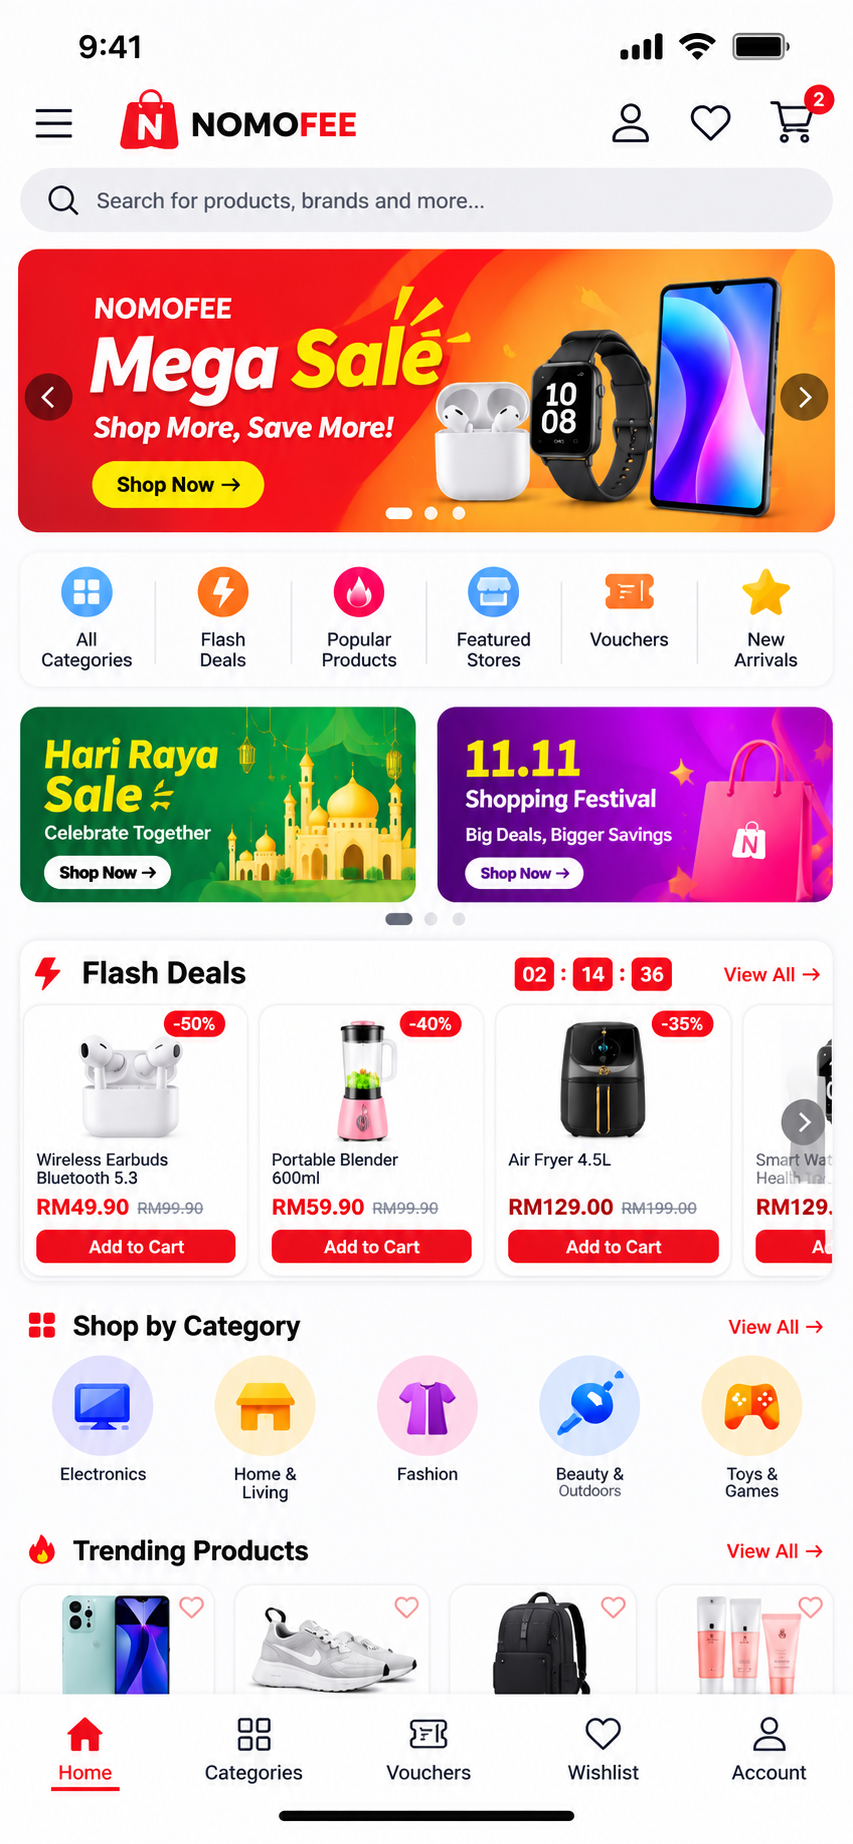 9:41
N NOMOFEE
2
Search for products, brands and more...
NOMOFEE
Mega Sale
Shop More, Save More!
Shop Now →
10
08
All
Categories
Flash
Deals
Popular
Products
Featured
Stores
Vouchers
New
Arrivals
Hari Raya
Sale
Celebrate Together
Shop Now →
11.11
Shopping Festival
Big Deals, Bigger Savings
Shop Now →
N
Flash Deals
02 : 14 : 36
View All →
-50%
Wireless Earbuds
Bluetooth 5.3
RM49.90 RM99.90
Add to Cart
-40%
Portable Blender
600ml
RM59.90 RM99.90
Add to Cart
-35%
Air Fryer 4.5L
RM129.00 RM199.00
Add to Cart
Smart Wat
Health
RM129.
Ad
Shop by Category
View All →
Electronics
Home &
Living
Fashion
Beauty &
Outdoors
Toys &
Games
Trending Products
View All →
Home
Categories
Vouchers
Wishlist
Account